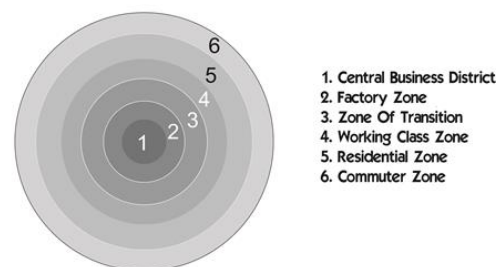 6
5
4
3
2
1
1. Central Business District
2. Factory Zone
3. Zone Of Transition
4. Working Class Zone
5. Residential Zone
6. Commuter Zone